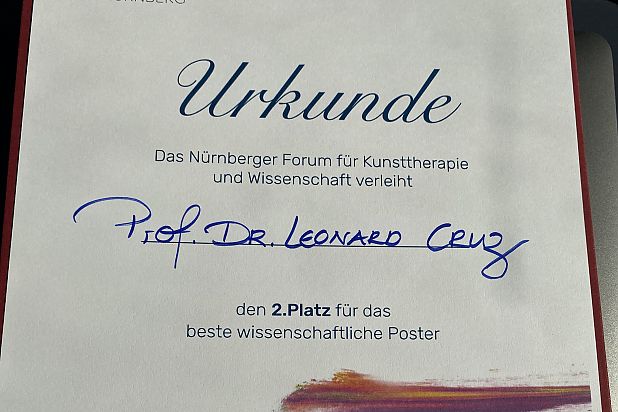 Urkunde
Das Nürnberger Forum für Kunsttherapie
und Wissenschaft verleiht
Prof. DR. LEONARD CRUZ
den 2.Platz für das
beste wissenschaftliche Poster